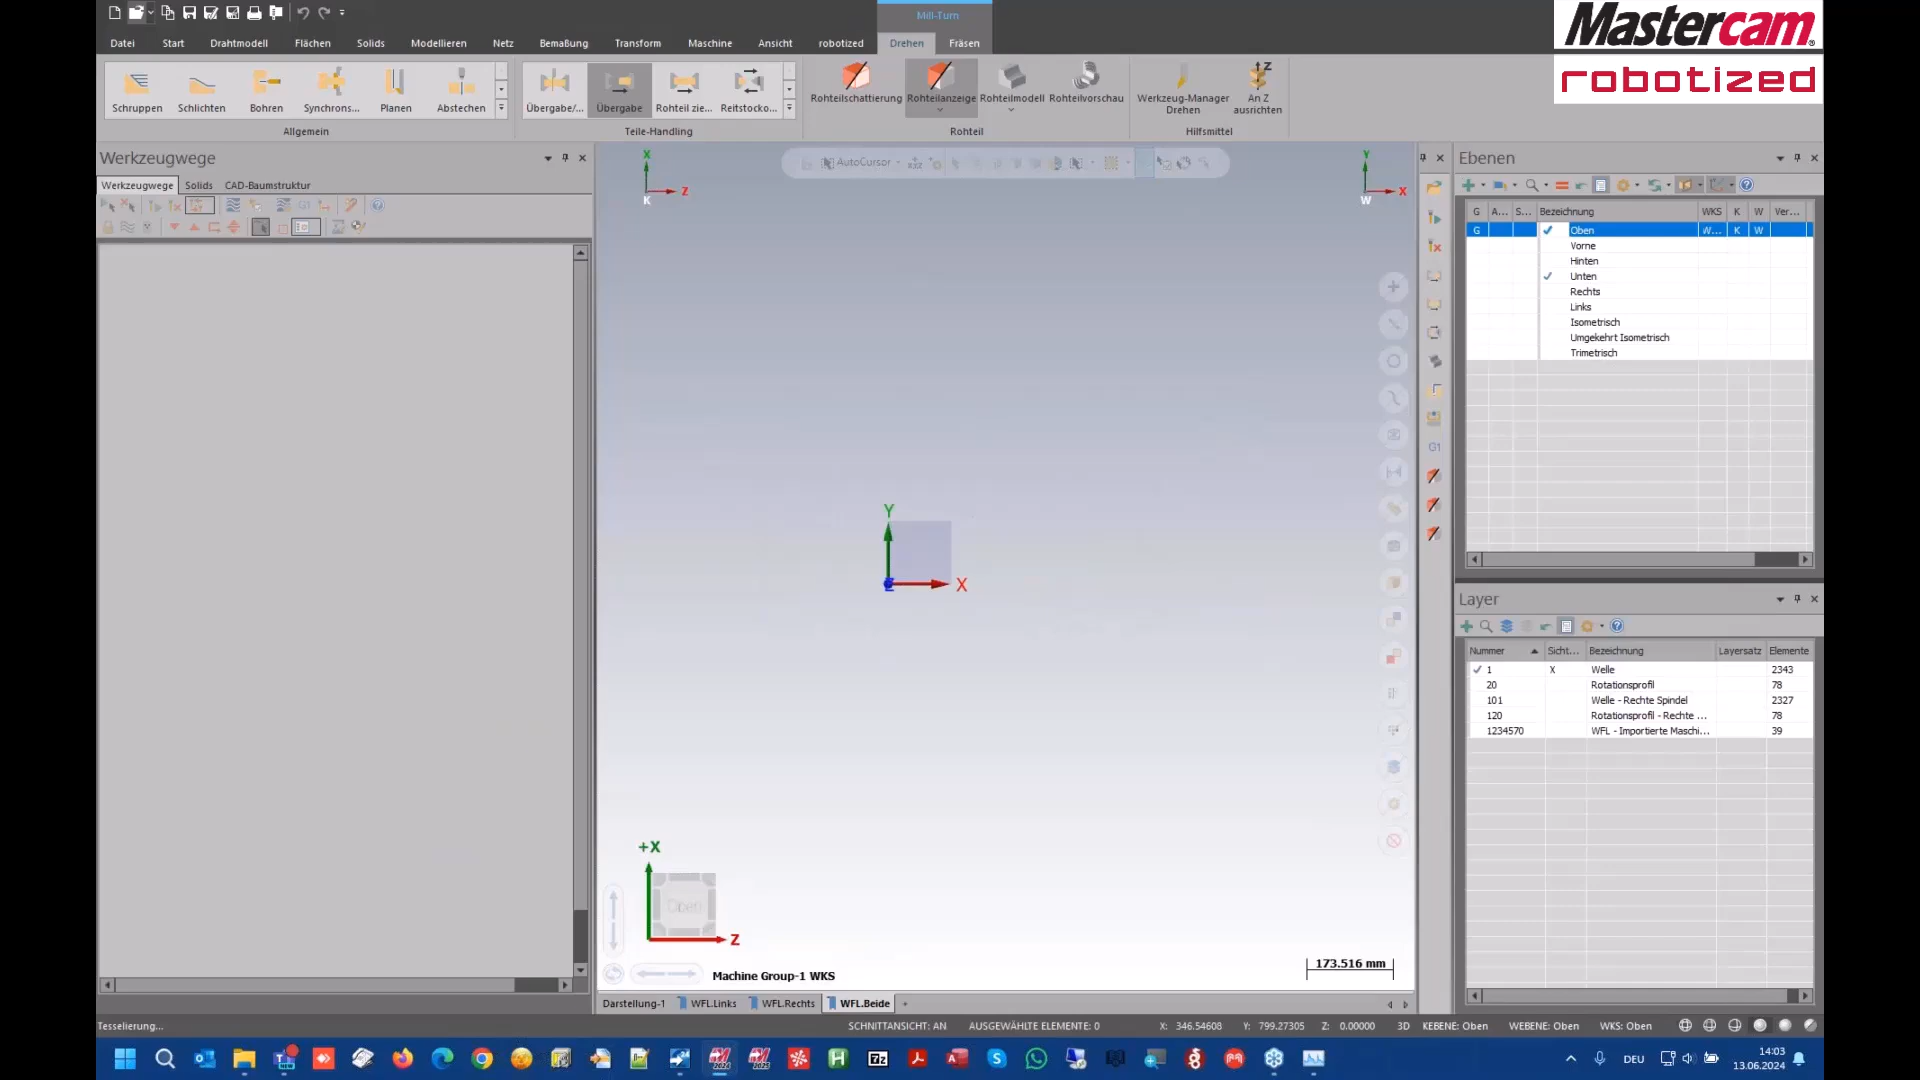 Mill-Turn
Mastercam
robotized
Datei Start Drahtmodell Flächen Solids Modellieren Netz Bemaßung Transform Maschine Ansicht robotized Drehen Fräsen
Schruppen Schlichten Bohren Synchrons... Planen Abstechen Übergabe/... Übergabe Rohteil zie... Reitstocko... Rohteilschattierung Rohteilanzeige Rohteilmodell Rohteilvorschau Werkzeug-Manager Drehen An Z ausrichten
Allgemein Teile-Handling Rohteil Hilfsmittel
Werkzeugwege
Werkzeugwege Solids CAD-Baumstruktur
X
Z
K
AutoCursor
Y
X
W
Ebenen
G A... S... Bezeichnung WKS K W Ver...
G Oben W... K W
Vorne
Hinten
Unten
Rechts
Links
Isometrisch
Umgekehrt Isometrisch
Trimetrisch
G1
G1
Y
X
Z
Layer
Nummer Sicht... Bezeichnung Layersatz Elemente
1 X Welle 2343
20 Rotationsprofil 78
101 Welle - Rechte Spindel 2327
120 Rotationsprofil - Rechte ... 78
1234570 WFL - Importierte Maschi... 39
+X
Oben
Z
Machine Group-1 WKS
173.516 mm
Darstellung-1 WFL.Links WFL.Rechts WFL.Beide +
Tesselierung... SCHNITTANSICHT: AN AUSGEWÄHLTE ELEMENTE: 0 X: 346.54608 Y: 799.27305 Z: 0.00000 3D KEBENE: Oben WEBENE: Oben WKS: Oben
2024 2025 7z DEU 14:03
13.06.2024